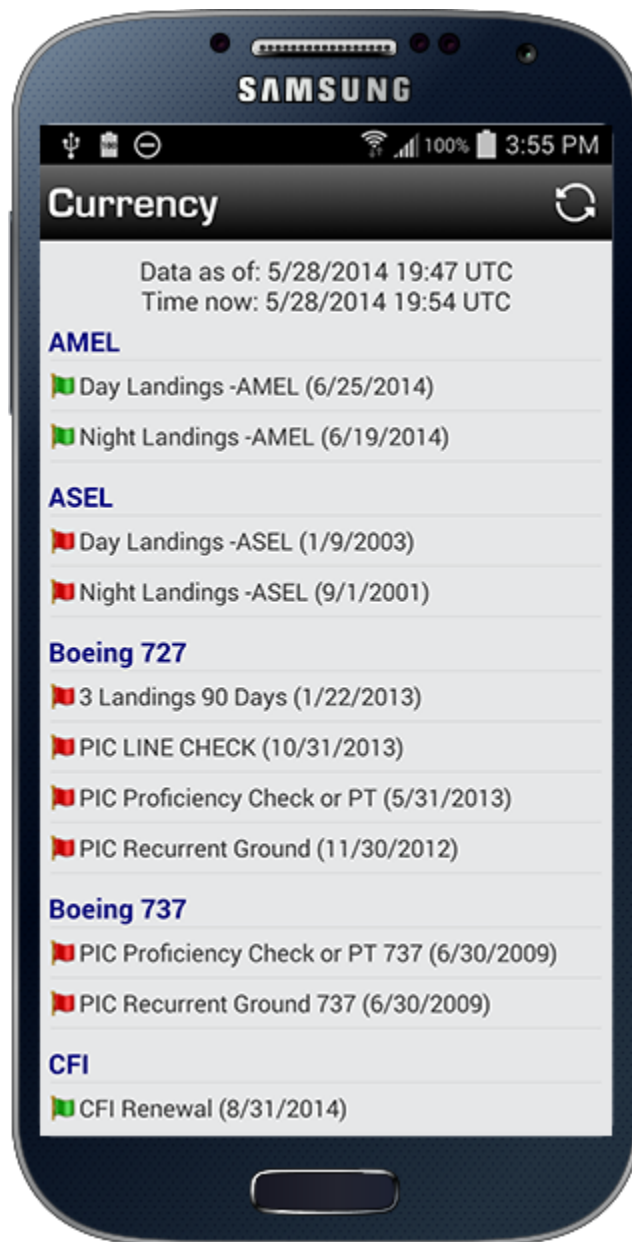 SAMSUNG
100% 3:55 PM
Currency
Data as of: 5/28/2014 19:47 UTC
Time now: 5/28/2014 19:54 UTC
AMEL
Day Landings -AMEL (6/25/2014)
Night Landings -AMEL (6/19/2014)
ASEL
Day Landings -ASEL (1/9/2003)
Night Landings -ASEL (9/1/2001)
Boeing 727
3 Landings 90 Days (1/22/2013)
PIC LINE CHECK (10/31/2013)
PIC Proficiency Check or PT (5/31/2013)
PIC Recurrent Ground (11/30/2012)
Boeing 737
PIC Proficiency Check or PT 737 (6/30/2009)
PIC Recurrent Ground 737 (6/30/2009)
CFI
CFI Renewal (8/31/2014)